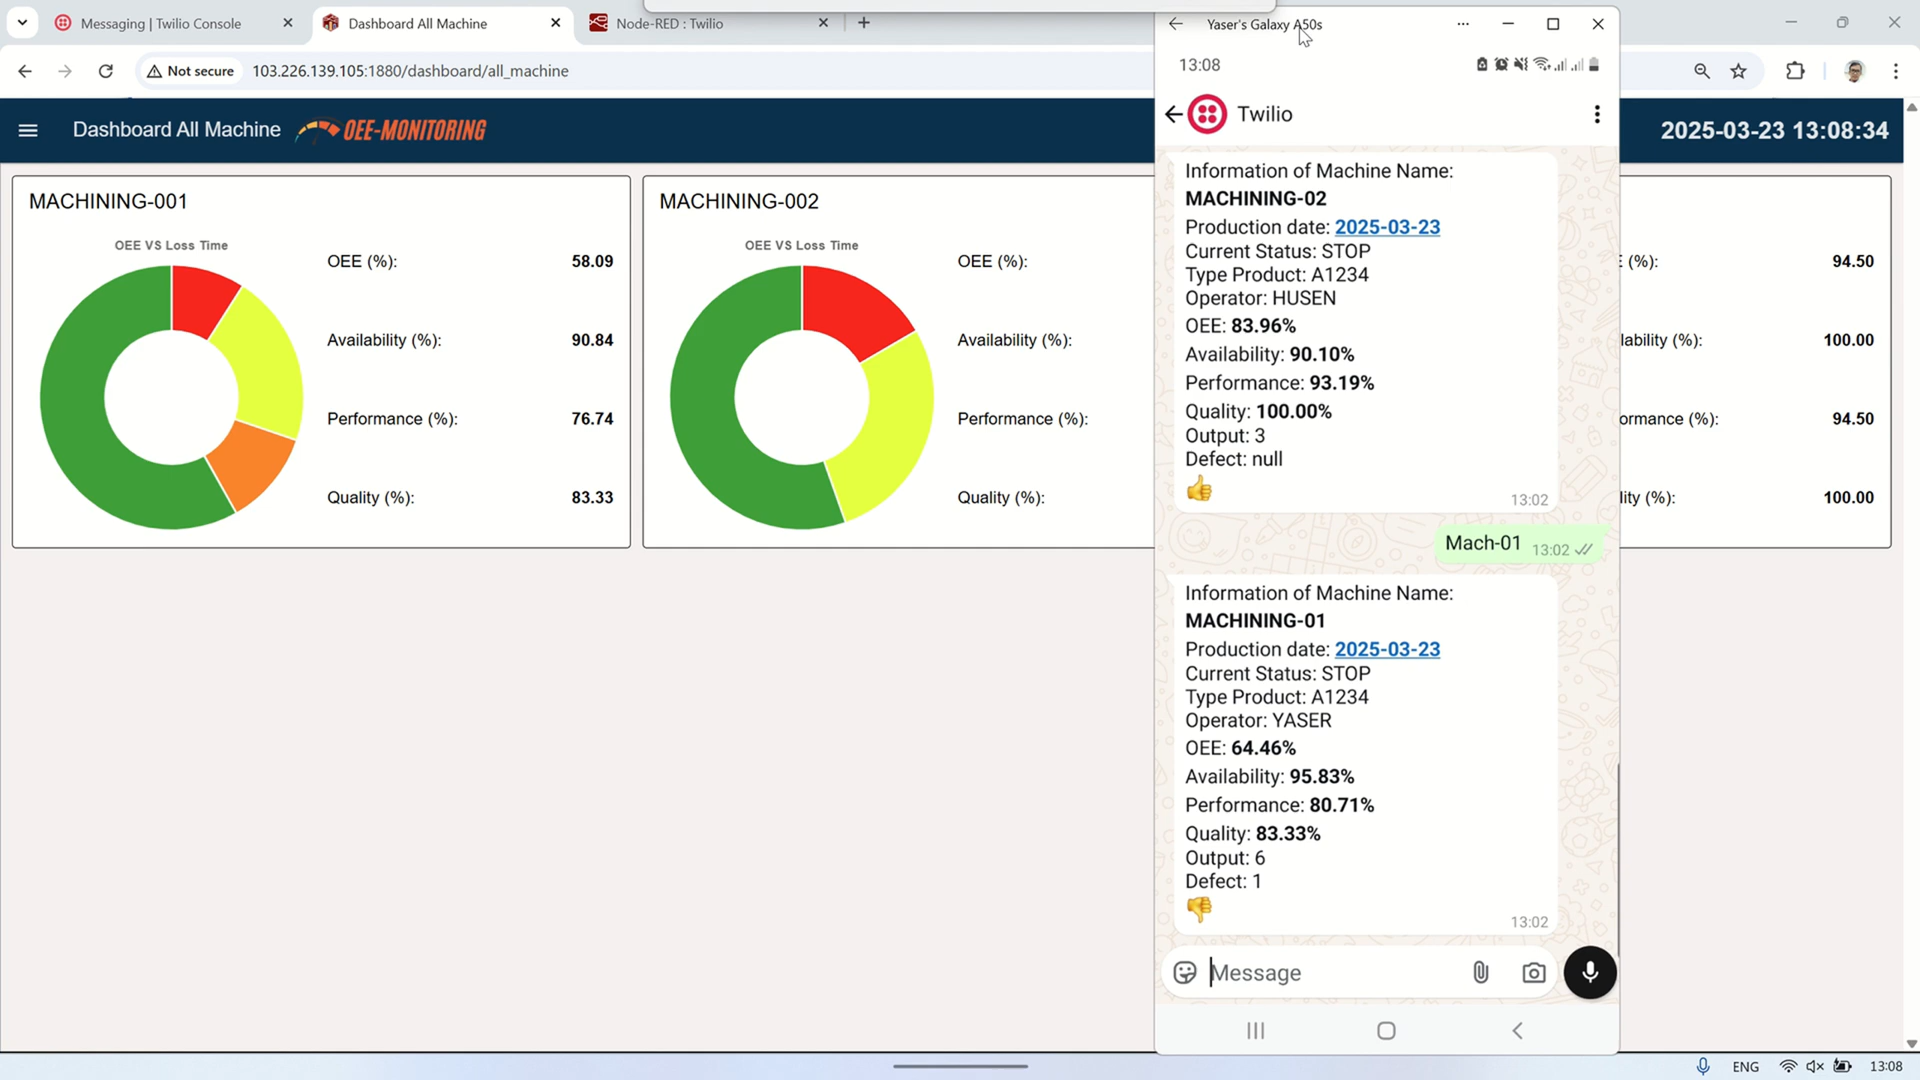 Messaging | Twilio Console
Dashboard All Machine
Node-RED : Twilio
Not secure
103.226.139.105:1880/dashboard/all_machine
Dashboard All Machine
OEE-MONITORING
2025-03-23 13:08:34
MACHINING-001
OEE VS Loss Time
OEE (%): 58.09
Availability (%): 90.84
Performance (%): 76.74
Quality (%): 83.33
MACHINING-002
OEE VS Loss Time
OEE (%):
Availability (%):
Performance (%):
Quality (%):
(%): 94.50
lability (%): 100.00
ormance (%): 94.50
lity (%): 100.00
Yaser's Galaxy A50s
13:08
Twilio
Information of Machine Name:
MACHINING-02
Production date: 2025-03-23
Current Status: STOP
Type Product: A1234
Operator: HUSEN
OEE: 83.96%
Availability: 90.10%
Performance: 93.19%
Quality: 100.00%
Output: 3
Defect: null
👍
13:02
Mach-01 13:02
Information of Machine Name:
MACHINING-01
Production date: 2025-03-23
Current Status: STOP
Type Product: A1234
Operator: YASER
OEE: 64.46%
Availability: 95.83%
Performance: 80.71%
Quality: 83.33%
Output: 6
Defect: 1
👎
13:02
Message
ENG
13:08